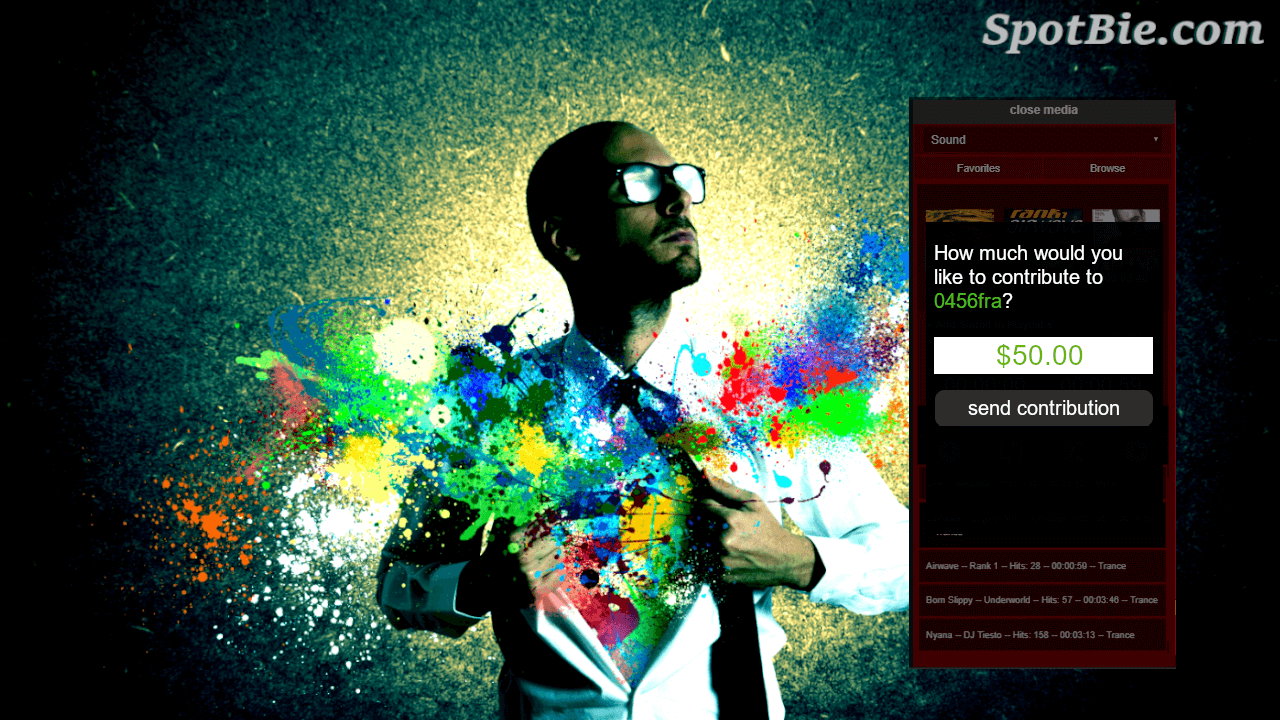 SpotBie.com
close media
Sound
Favorites Browse
rank1
How much would you
like to contribute to
0456fra?
$50.00
send contribution
Airwave -- Rank 1 -- Hits: 28 -- 00:00:50 -- Trance
Born Slippy -- Underworld -- Hits: 57 -- 00:03:46 -- Trance
Nyana -- DJ Tiesto -- Hits: 158 -- 00:03:13 -- Trance